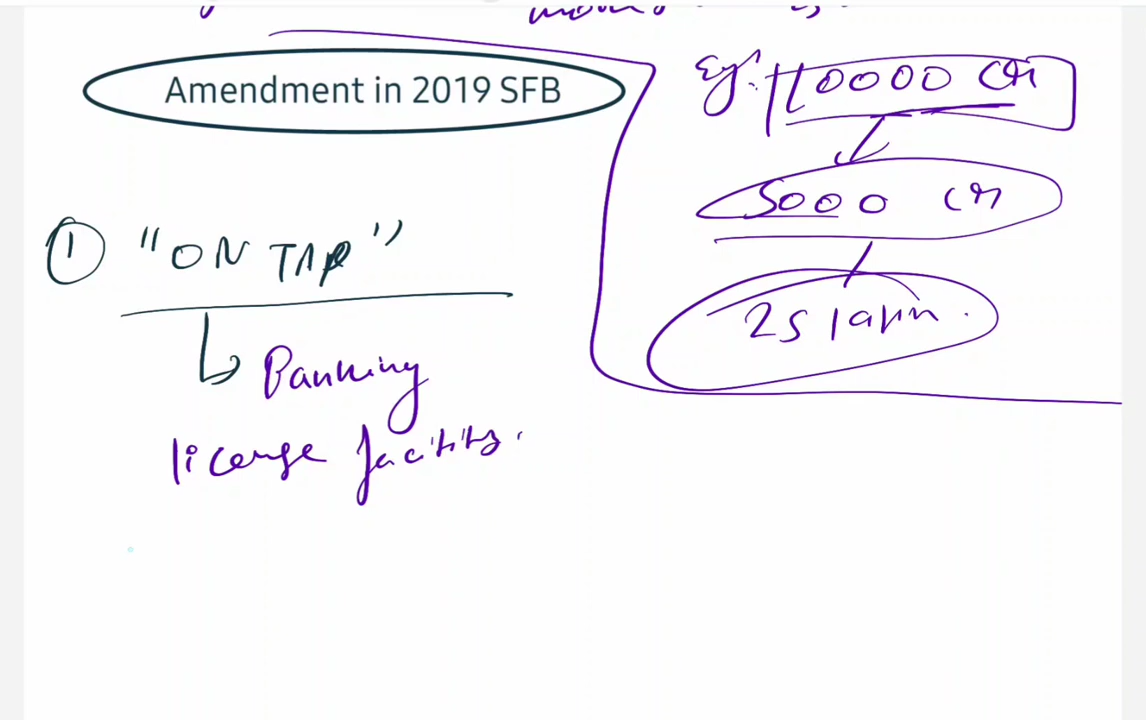 Amendment in 2019 SFB
Eg:- 10000 Cr
5000 Cr
25 lakh.
① "ON TAP"
Banking
license facility.